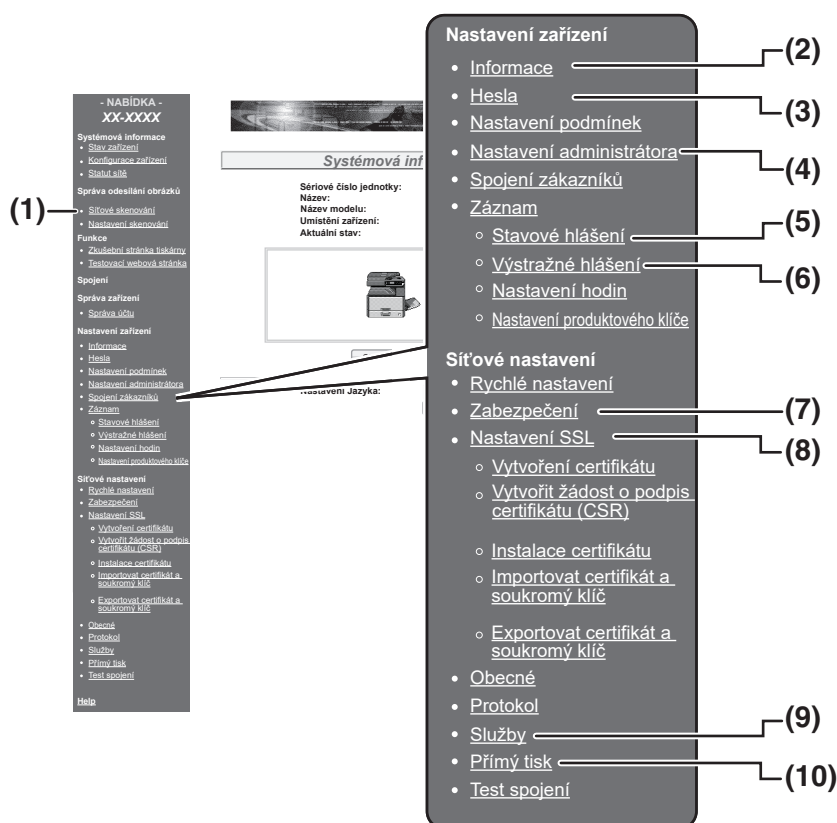 - NABÍDKA -
XX-XXXX
Systémová informace
• Stav zařízení
• Konfigurace zařízení
• Statut sítě
Správa odesílání obrázků
(1)
• Síťové skenování
• Nastavení skenování
Funkce
• Zkušební stránka tiskárny
• Testovací webová stránka
Spojení
Správa zařízení
• Správa účtu
Nastavení zařízení
• Informace
• Hesla
• Nastavení podmínek
• Nastavení administrátora
• Spojení zákazníků
• Záznam
○ Stavové hlášení
○ Výstražné hlášení
○ Nastavení hodin
○ Nastavení produktového klíče
Síťové nastavení
• Rychlé nastavení
• Zabezpečení
• Nastavení SSL
○ Vytvoření certifikátu
○ Vytvořit žádost o podpis
certifikátu (CSR)
○ Instalace certifikátu
○ Importovat certifikát a
soukromý klíč
○ Exportovat certifikát a
soukromý klíč
• Obecné
• Protokol
• Služby
• Přímý tisk
• Test spojení
Help
Systémová inf
Sériové číslo jednotky:
Název:
Název modelu:
Umístění zařízení:
Aktuální stav:
Nastavení Jazyka:
Nastavení zařízení
• Informace (2)
• Hesla (3)
• Nastavení podmínek
• Nastavení administrátora (4)
• Spojení zákazníků
• Záznam
○ Stavové hlášení (5)
○ Výstražné hlášení (6)
○ Nastavení hodin
○ Nastavení produktového klíče
Síťové nastavení
• Rychlé nastavení
• Zabezpečení (7)
• Nastavení SSL (8)
○ Vytvoření certifikátu
○ Vytvořit žádost o podpis
certifikátu (CSR)
○ Instalace certifikátu
○ Importovat certifikát a
soukromý klíč
○ Exportovat certifikát a
soukromý klíč
• Obecné
• Protokol
• Služby (9)
• Přímý tisk (10)
• Test spojení